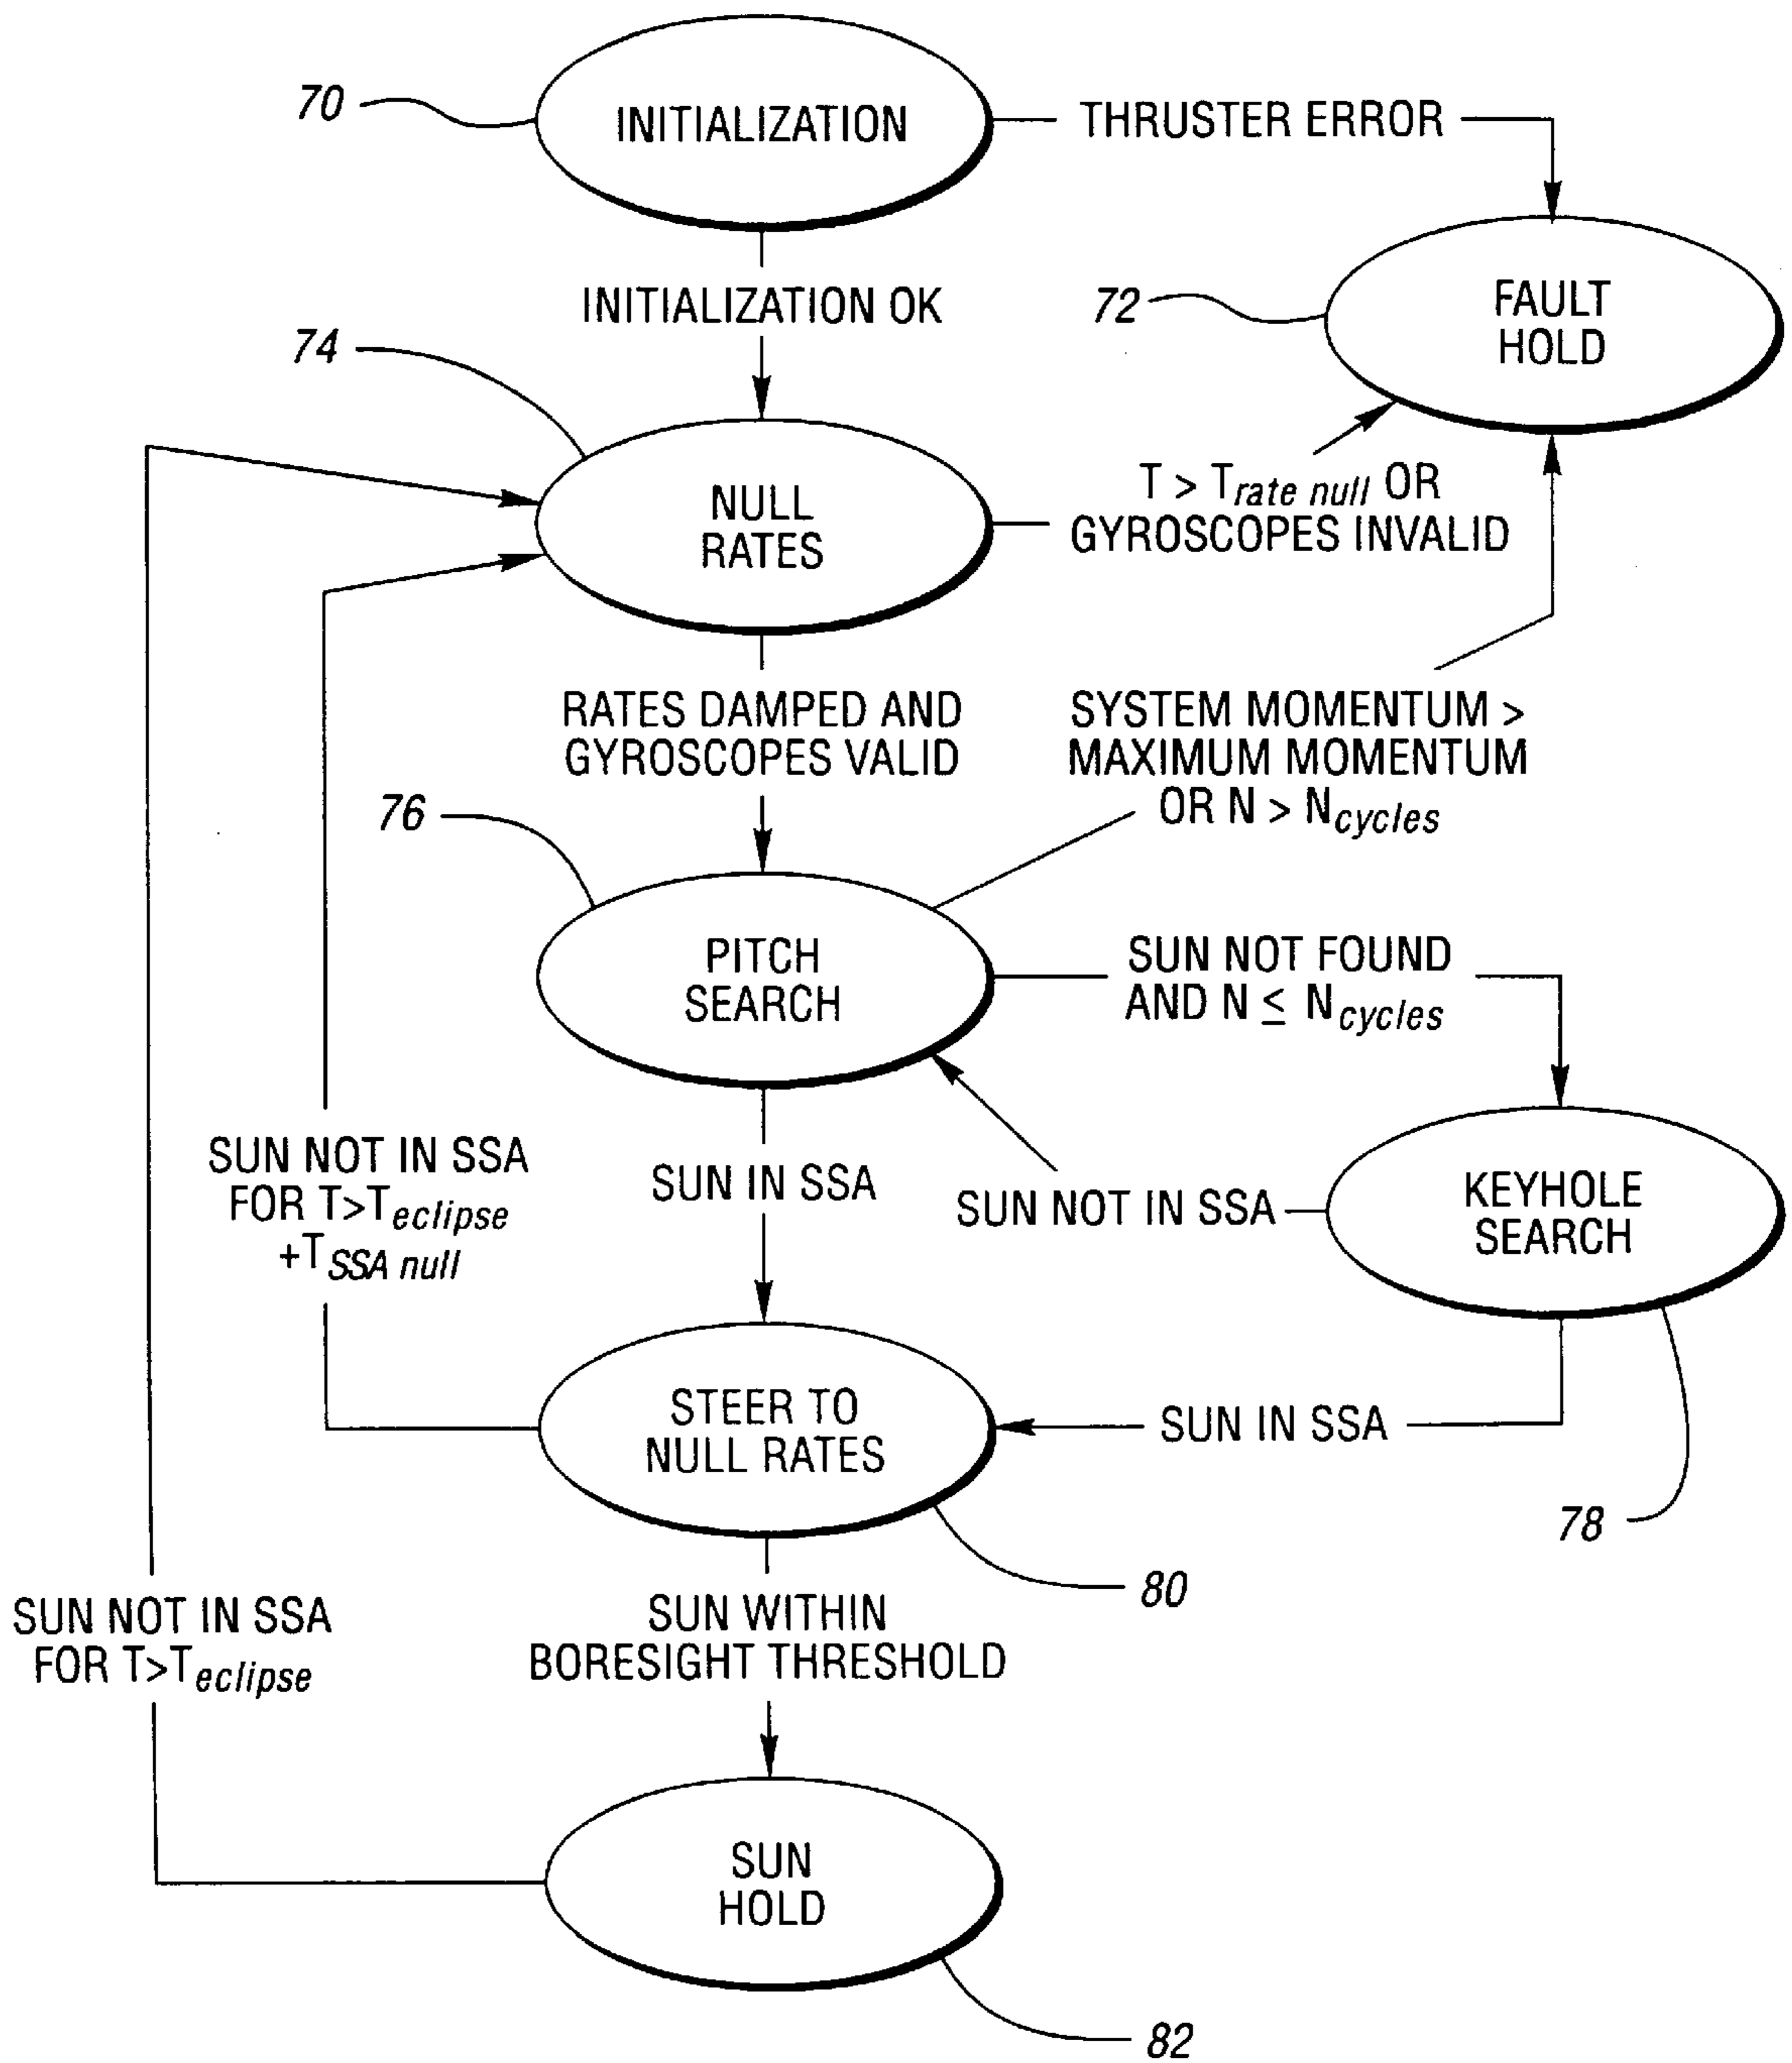 70
INITIALIZATION
THRUSTER ERROR
INITIALIZATION OK
72
FAULT
HOLD
74
NULL
RATES
T > Trate null OR
GYROSCOPES INVALID
RATES DAMPED AND
GYROSCOPES VALID
SYSTEM MOMENTUM >
MAXIMUM MOMENTUM
OR N > Ncycles
76
PITCH
SEARCH
SUN NOT FOUND
AND N ≤ Ncycles
SUN NOT IN SSA
FOR T>Teclipse
+TSSA null
SUN IN SSA
SUN NOT IN SSA
KEYHOLE
SEARCH
STEER TO
NULL RATES
SUN IN SSA
78
80
SUN NOT IN SSA
FOR T>Teclipse
SUN WITHIN
BORESIGHT THRESHOLD
SUN
HOLD
82